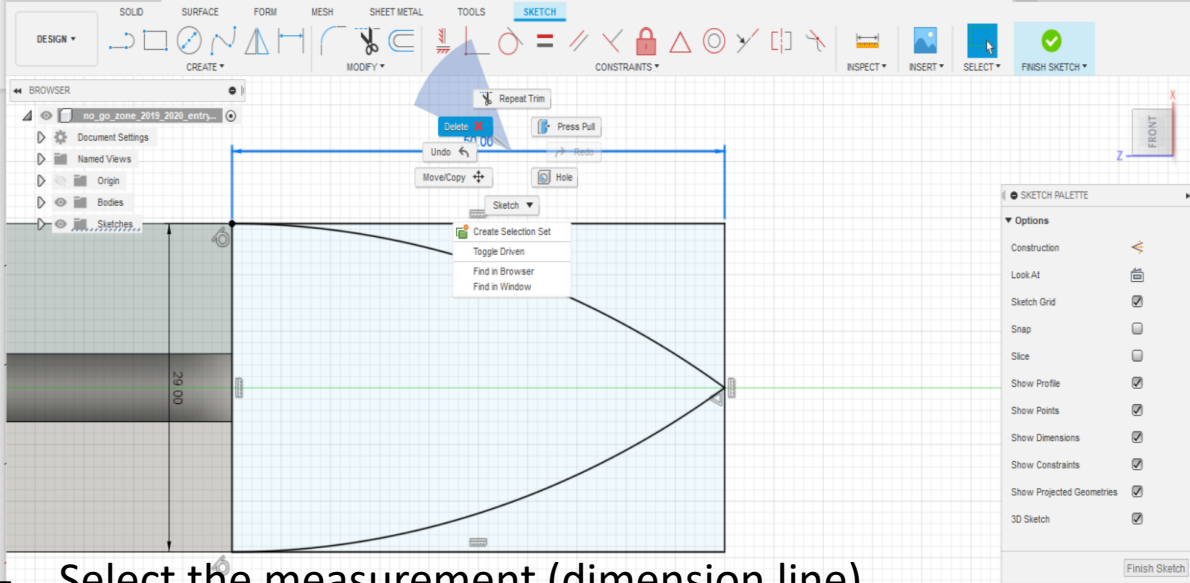 SOLID SURFACE FORM MESH SHEET METAL TOOLS SKETCH
DESIGN ▾
CREATE ▾ MODIFY ▾ CONSTRAINTS ▾ INSPECT ▾ INSERT ▾ SELECT ▾ FINISH SKETCH ▾
BROWSER
no_go_zone_2019_2020_entry...
Document Settings
Named Views
Origin
Bodies
Sketches
Repeat Trim
Delete
Press Pull
Undo
Redo
Move/Copy
Hole
Sketch ▼
Create Selection Set
Toggle Driven
Find in Browser
Find in Window
29.00
X
FRONT
Z
SKETCH PALETTE
▼ Options
Construction
Look At
Sketch Grid
Snap
Slice
Show Profile
Show Points
Show Dimensions
Show Constraints
Show Projected Geometries
3D Sketch
Finish Sketch
- Select the measurement (dimension line)